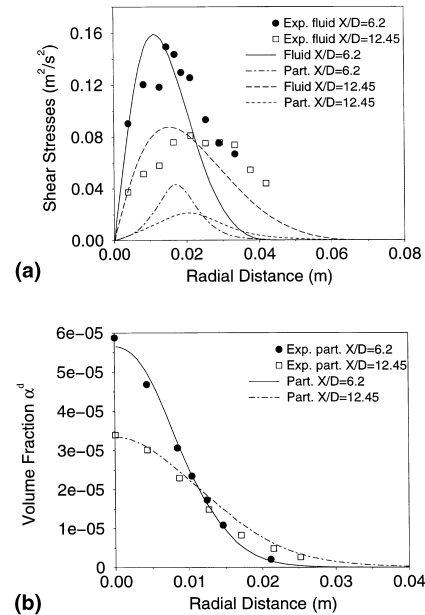 0.16
0.12
0.08
0.04
0.00
Shear Stresses (m²/s²)
Exp. fluid X/D=6.2
Exp. fluid X/D=12.45
Fluid X/D=6.2
Part. X/D=6.2
Fluid X/D=12.45
Part. X/D=12.45
0.00 0.02 0.04 0.06 0.08
Radial Distance (m)
(a)
6e-05
5e-05
4e-05
3e-05
2e-05
1e-05
0
Volume Fraction αᵈ
Exp. part. X/D=6.2
Exp. part. X/D=12.45
Part. X/D=6.2
Part. X/D=12.45
0.00 0.01 0.02 0.03 0.04
Radial Distance (m)
(b)